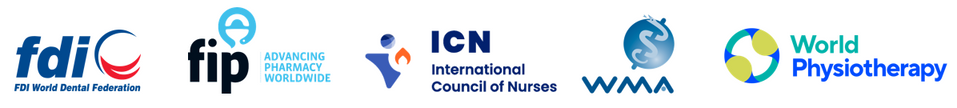 fdi
FDI World Dental Federation
fip
ADVANCING
PHARMACY
WORLDWIDE
ICN
International
Council of Nurses
WMA
World
Physiotherapy